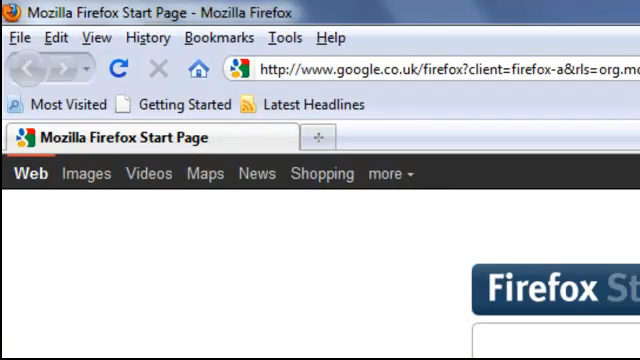 Mozilla Firefox Start Page - Mozilla Firefox
File Edit View History Bookmarks Tools Help
http://www.google.co.uk/firefox?client=firefox-a&rls=org.mo
Most Visited Getting Started Latest Headlines
Mozilla Firefox Start Page
Web Images Videos Maps News Shopping more
Firefox St